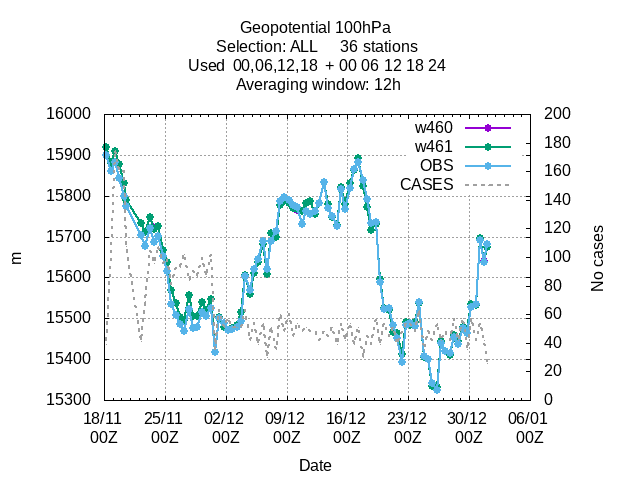 Geopotential 100hPa
Selection: ALL     36 stations
Used  00,06,12,18  + 00 06 12 18 24
Averaging window: 12h
16000
15900
15800
15700
15600
15500
15400
15300
m
200
180
160
140
120
100
80
60
40
20
0
No cases
w460
w461
OBS
CASES
18/11 25/11 02/12 09/12 16/12 23/12 30/12 06/01
00Z 00Z 00Z 00Z 00Z 00Z 00Z 00Z
Date